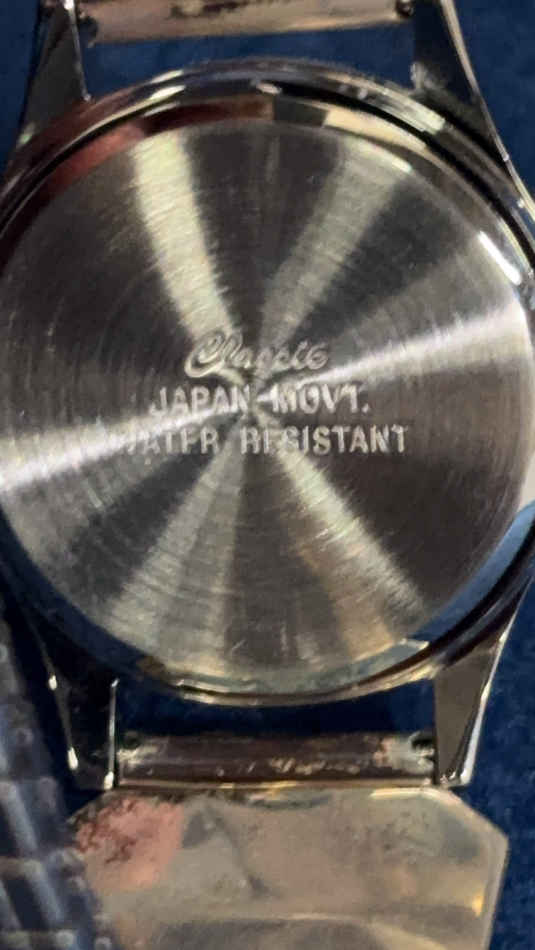 Classic
JAPAN MOVT.
WATER RESISTANT